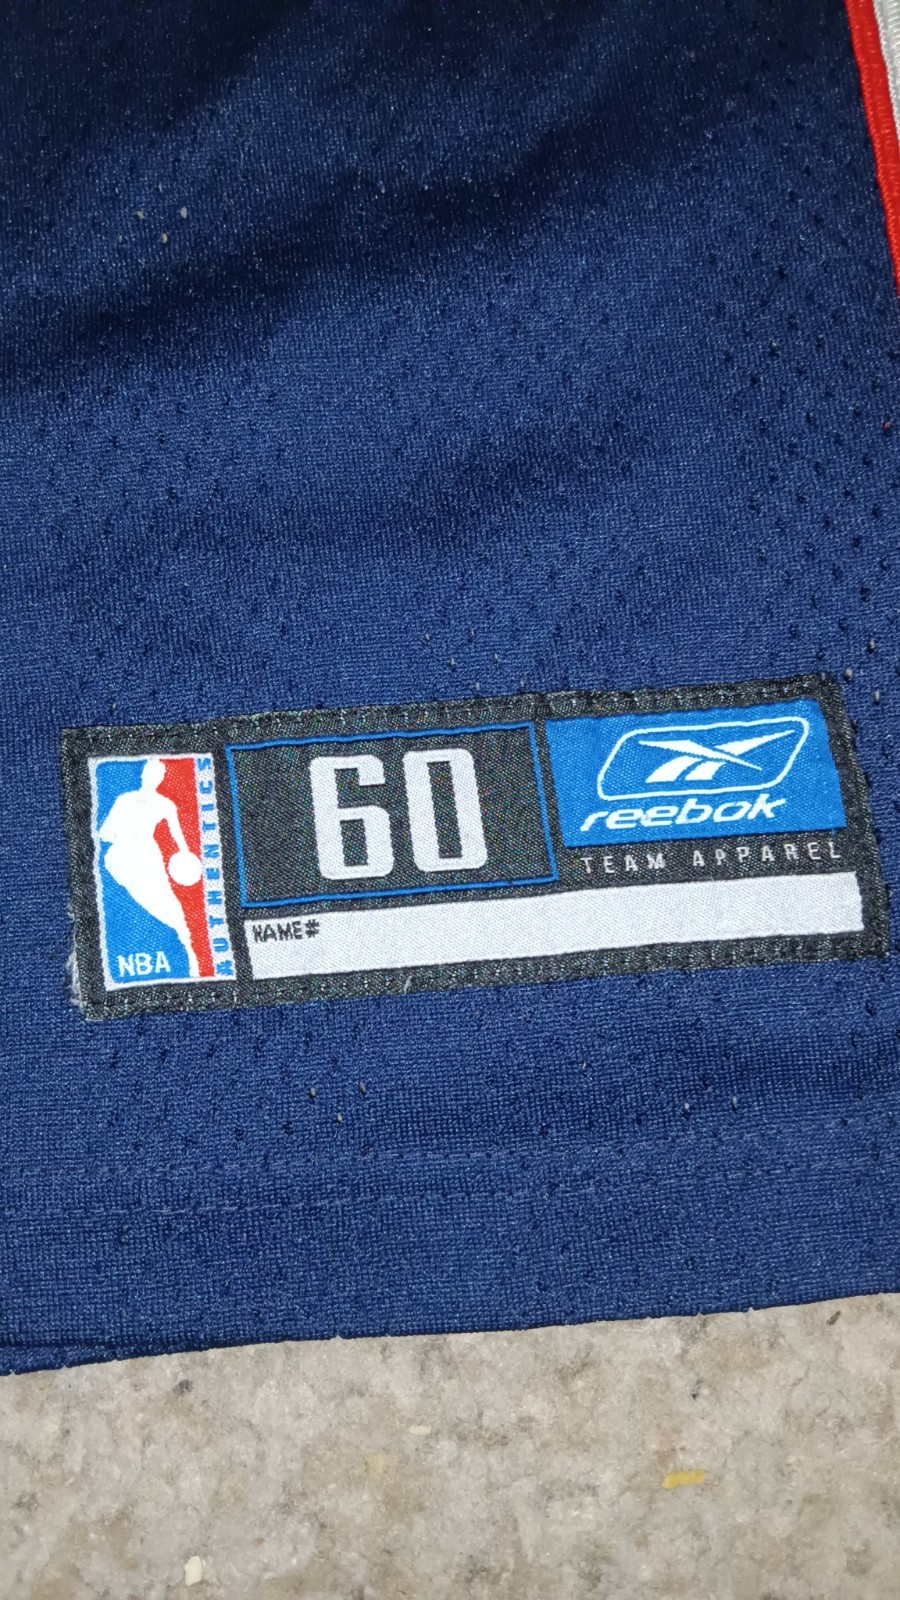 NBA
AUTHENTICS
60
reebok
TEAM APPAREL
NAME#